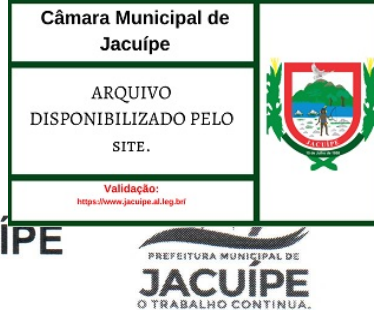 Câmara Municipal de
Jacuípe
ARQUIVO
DISPONIBILIZADO PELO
SITE.
Validação:
https://www.jacuipe.al.leg.br/
JACUÍPE
ÍPE
PREFEITURA MUNICIPAL DE
JACUÍPE
O TRABALHO CONTINUA.